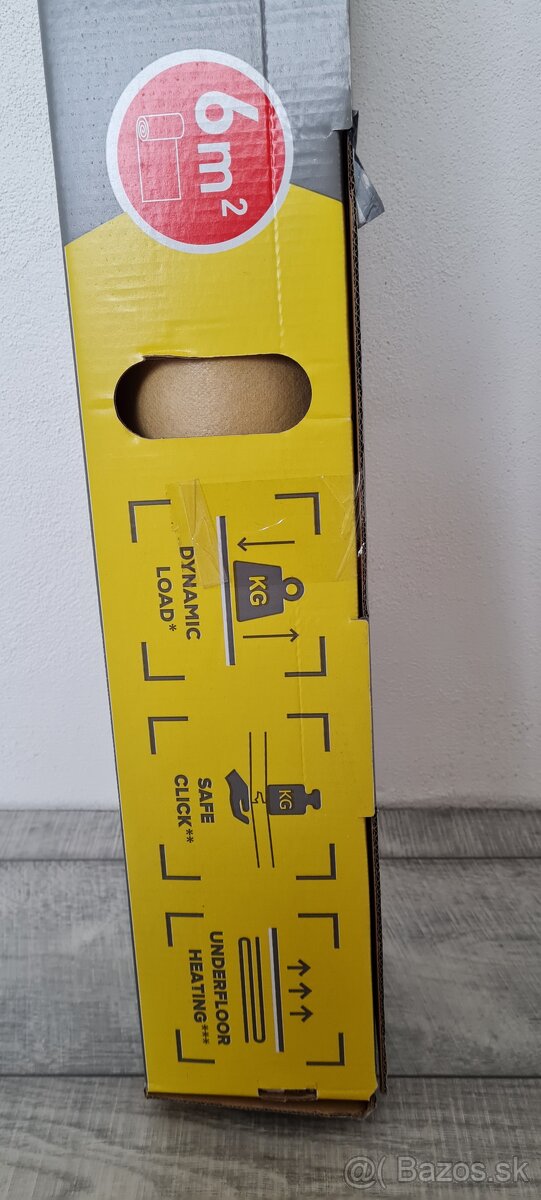 6m²
DYNAMIC
LOAD*
KG
SAFE
CLICK**
KG
UNDERFLOOR
HEATING***
Bazos.sk